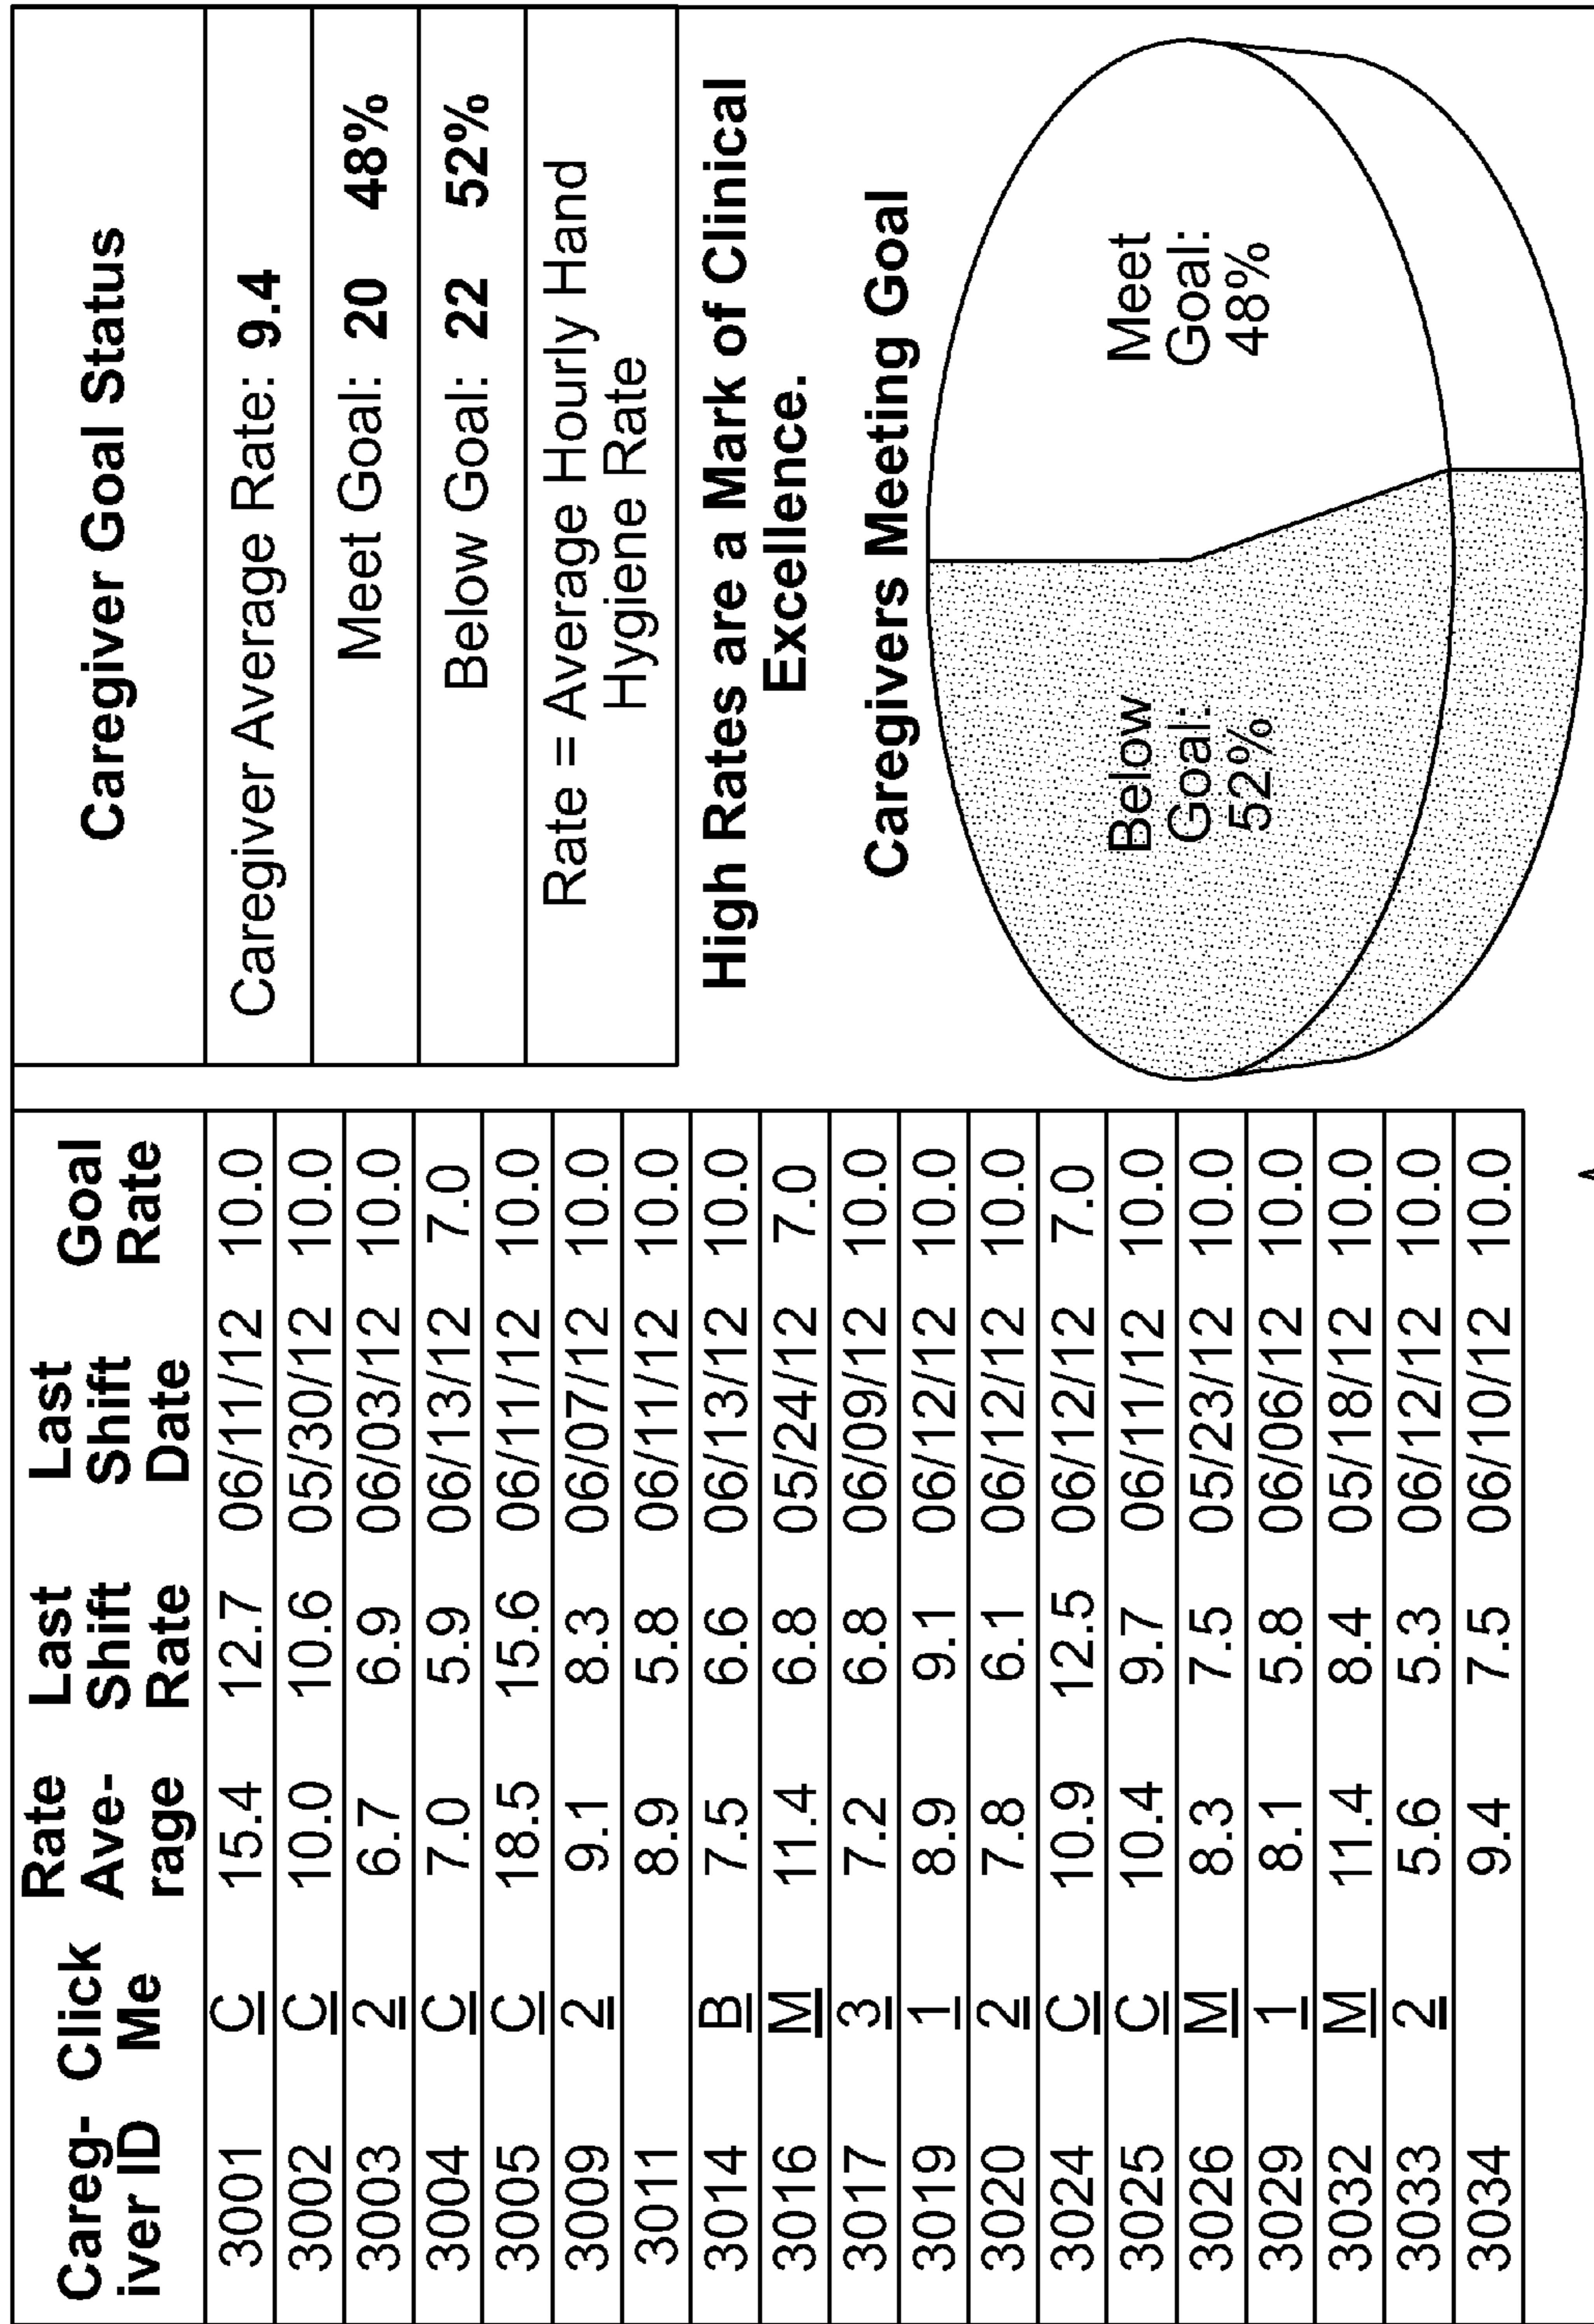 Careg- Click Rate Last Last Goal
iver ID Me Ave- Shift Shift Rate
rage Rate Date
3001 C 15.4 12.7 06/11/12 10.0
3002 C 10.0 10.6 05/30/12 10.0
3003 2 6.7 6.9 06/03/12 10.0
3004 C 7.0 5.9 06/13/12 7.0
3005 C 18.5 15.6 06/11/12 10.0
3009 2 9.1 8.3 06/07/12 10.0
3011 8.9 5.8 06/11/12 10.0
3014 B 7.5 6.6 06/13/12 10.0
3016 M 11.4 6.8 05/24/12 7.0
3017 3 7.2 6.8 06/09/12 10.0
3019 1 8.9 9.1 06/12/12 10.0
3020 2 7.8 6.1 06/12/12 10.0
3024 C 10.9 12.5 06/12/12 7.0
3025 C 10.4 9.7 06/11/12 10.0
3026 M 8.3 7.5 05/23/12 10.0
3029 1 8.1 5.8 06/06/12 10.0
3032 M 11.4 8.4 05/18/12 10.0
3033 2 5.6 5.3 06/12/12 10.0
3034 9.4 7.5 06/10/12 10.0
Caregiver Goal Status
Caregiver Average Rate: 9.4
Meet Goal: 20 48%
Below Goal: 22 52%
Rate = Average Hourly Hand
Hygiene Rate
High Rates are a Mark of Clinical
Excellence.
Caregivers Meeting Goal
Below
Goal:
52%
Meet
Goal:
48%